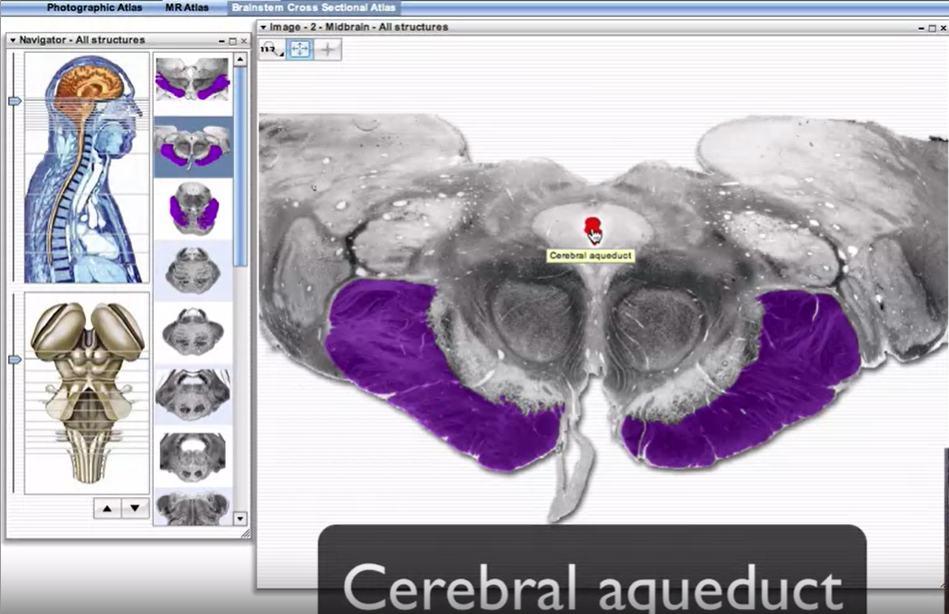 Photographic Atlas MR Atlas Brainstem Cross Sectional Atlas
Navigator - All structures
Image - 2 - Midbrain - All structures
Cerebral aqueduct
Cerebral aqueduct